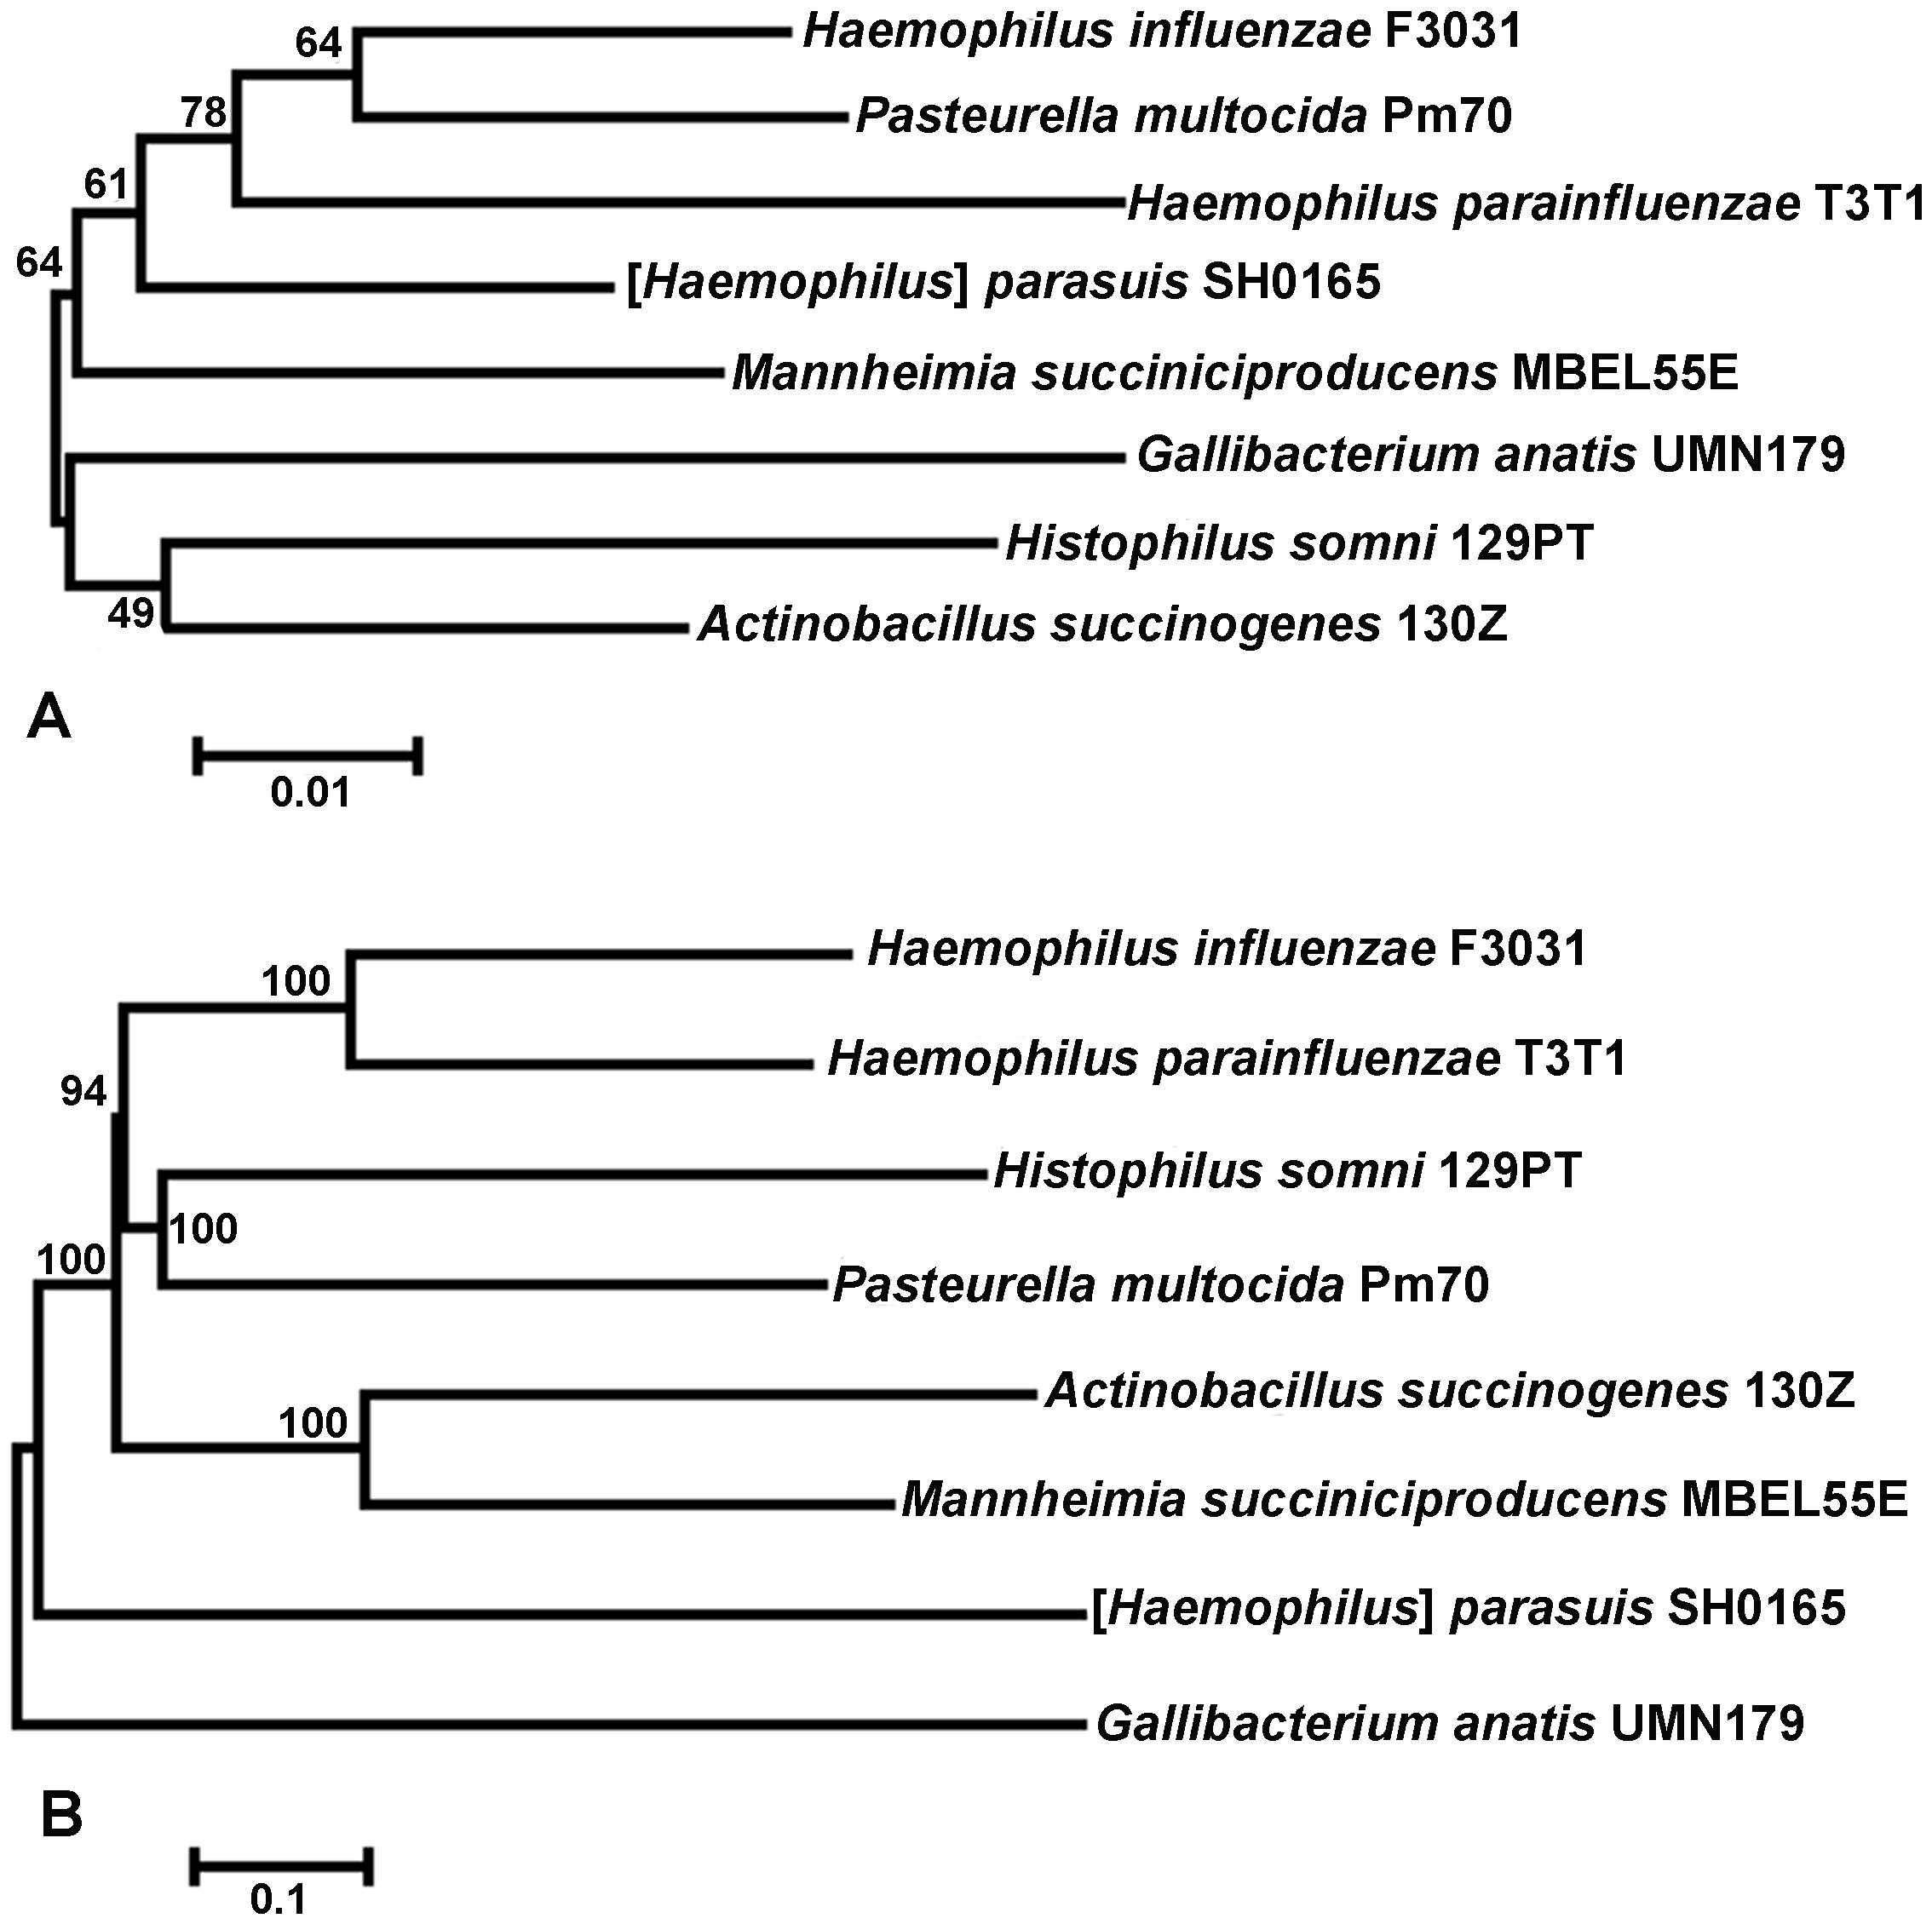 64
Haemophilus influenzae F3031
78
Pasteurella multocida Pm70
61
Haemophilus parainfluenzae T3T1
64
[Haemophilus] parasuis SH0165
Mannheimia succiniciproducens MBEL55E
Gallibacterium anatis UMN179
Histophilus somni 129PT
49
Actinobacillus succinogenes 130Z
A
0.01
Haemophilus influenzae F3031
100
Haemophilus parainfluenzae T3T1
94
Histophilus somni 129PT
100
100
Pasteurella multocida Pm70
Actinobacillus succinogenes 130Z
100
Mannheimia succiniciproducens MBEL55E
[Haemophilus] parasuis SH0165
Gallibacterium anatis UMN179
B
0.1